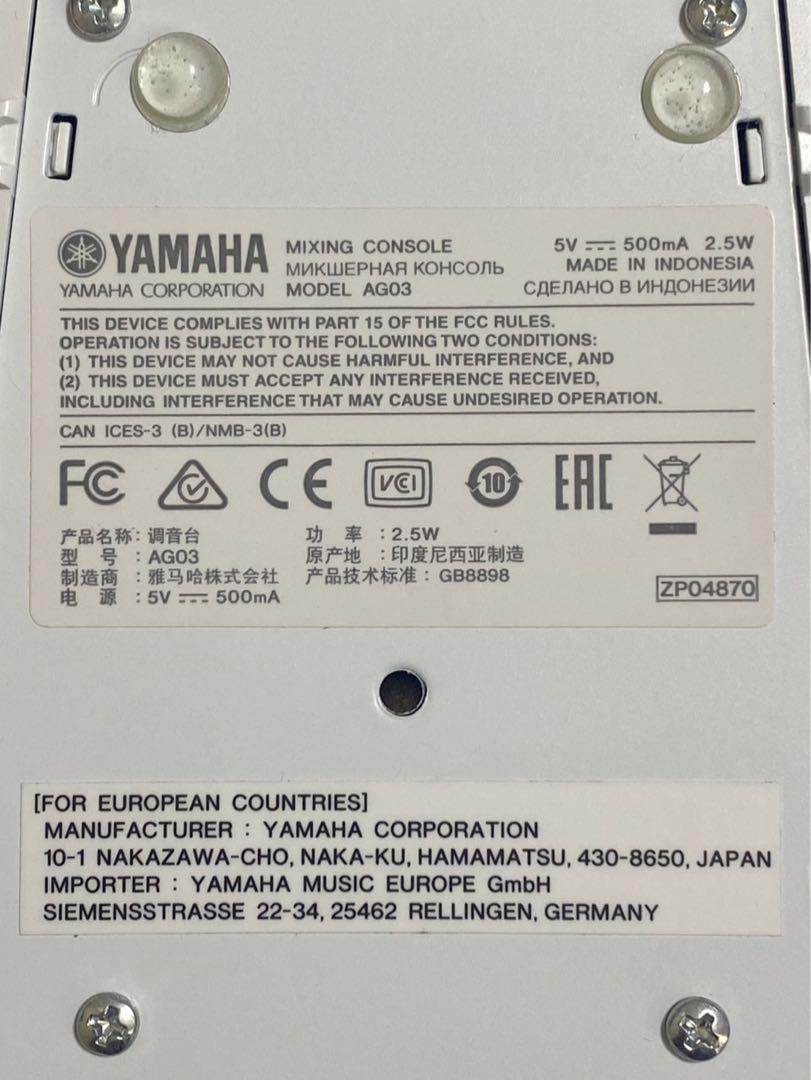 YAMAHA MIXING CONSOLE 5V ⎓ 500mA 2.5W
МИКШЕРНАЯ КОНСОЛЬ MADE IN INDONESIA
YAMAHA CORPORATION MODEL AG03 СДЕЛАНО В ИНДОНЕЗИИ
THIS DEVICE COMPLIES WITH PART 15 OF THE FCC RULES.
OPERATION IS SUBJECT TO THE FOLLOWING TWO CONDITIONS:
(1) THIS DEVICE MAY NOT CAUSE HARMFUL INTERFERENCE, AND
(2) THIS DEVICE MUST ACCEPT ANY INTERFERENCE RECEIVED,
INCLUDING INTERFERENCE THAT MAY CAUSE UNDESIRED OPERATION.
CAN ICES-3 (B)/NMB-3(B)
FC CE VCI 10 EAC
产品名称: 调音台 功 率 : 2.5W
型 号 : AG03 原产地 : 印度尼西亚制造
制造商 : 雅马哈株式会社 产品技术标准 : GB8898
电 源 : 5V ⎓ 500mA ZP04870
[FOR EUROPEAN COUNTRIES]
MANUFACTURER : YAMAHA CORPORATION
10-1 NAKAZAWA-CHO, NAKA-KU, HAMAMATSU, 430-8650, JAPAN
IMPORTER : YAMAHA MUSIC EUROPE GmbH
SIEMENSSTRASSE 22-34, 25462 RELLINGEN, GERMANY